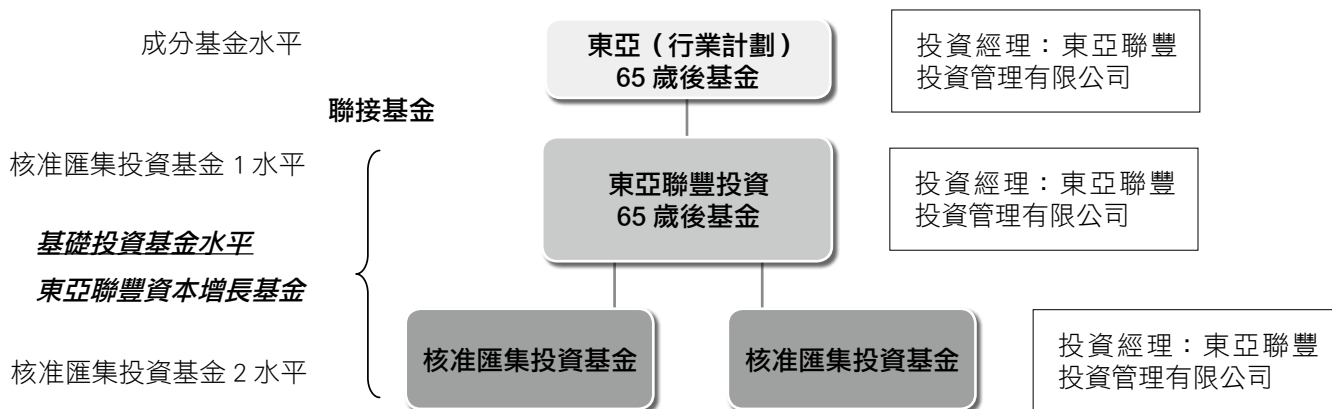 成分基金水平
東亞（行業計劃）
65 歲後基金
投資經理：東亞聯豐
投資管理有限公司
聯接基金
核准匯集投資基金 1 水平
東亞聯豐投資
65 歲後基金
投資經理：東亞聯豐
投資管理有限公司
基礎投資基金水平
東亞聯豐資本增長基金
核准匯集投資基金 2 水平
核准匯集投資基金
核准匯集投資基金
投資經理：東亞聯豐
投資管理有限公司